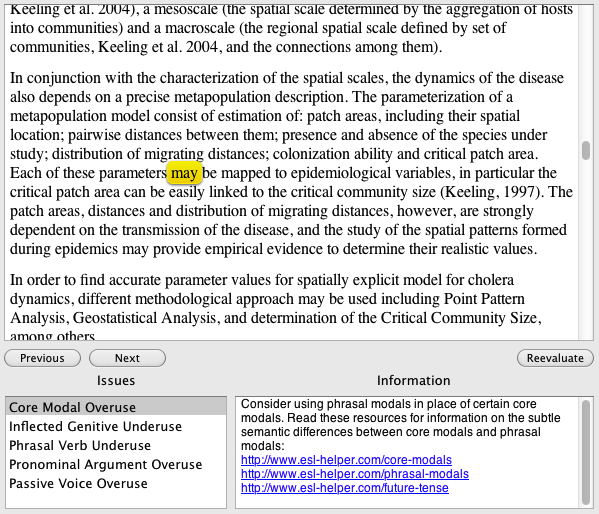 Keeling et al. 2004), a mesoscale (the spatial scale determined by the aggregation of hosts
into communities) and a macroscale (the regional spatial scale defined by set of
communities, Keeling et al. 2004, and the connections among them).
In conjunction with the characterization of the spatial scales, the dynamics of the disease
also depends on a precise metapopulation description. The parameterization of a
metapopulation model consist of estimation of: patch areas, including their spatial
location; pairwise distances between them; presence and absence of the species under
study; distribution of migrating distances; colonization ability and critical patch area.
Each of these parameters may be mapped to epidemiological variables, in particular the
critical patch area can be easily linked to the critical community size (Keeling, 1997). The
patch areas, distances and distribution of migrating distances, however, are strongly
dependent on the transmission of the disease, and the study of the spatial patterns formed
during epidemics may provide empirical evidence to determine their realistic values.
In order to find accurate parameter values for spatially explicit model for cholera
dynamics, different methodological approach may be used including Point Pattern
Analysis, Geostatistical Analysis, and determination of the Critical Community Size,
among others.
Previous Next Reevaluate
Issues Information
Core Modal Overuse
Inflected Genitive Underuse
Phrasal Verb Underuse
Pronominal Argument Overuse
Passive Voice Overuse
Consider using phrasal modals in place of certain core
modals. Read these resources for information on the subtle
semantic differences between core modals and phrasal
modals:
http://www.esl-helper.com/core-modals
http://www.esl-helper.com/phrasal-modals
http://www.esl-helper.com/future-tense